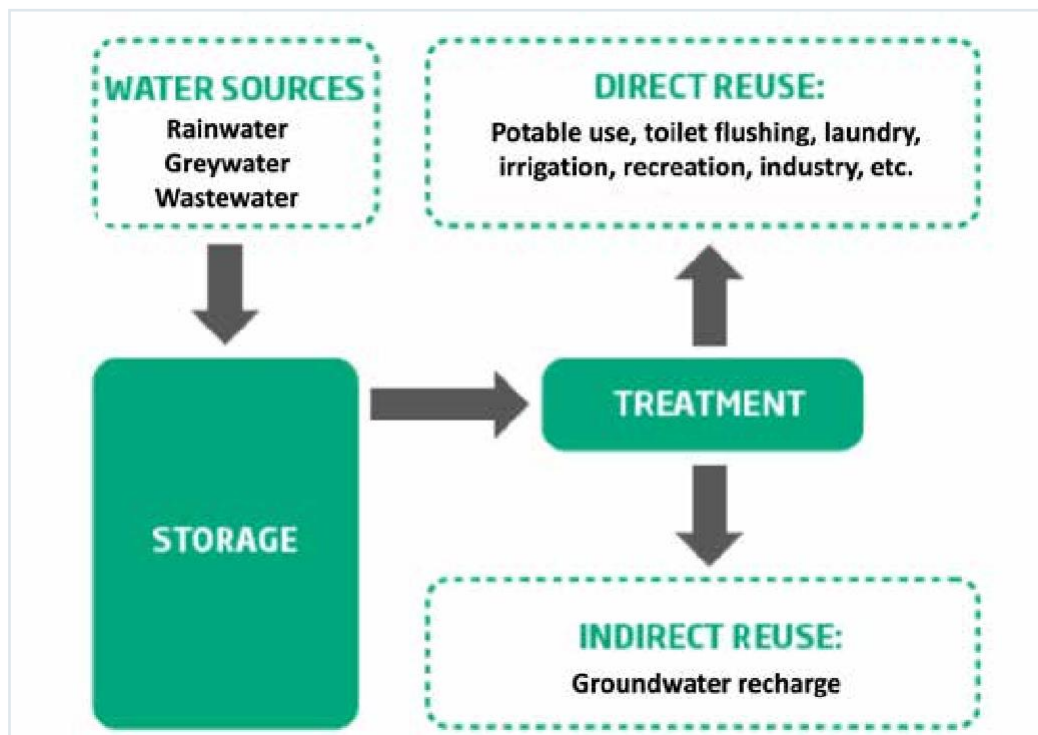 WATER SOURCES
Rainwater
Greywater
Wastewater
DIRECT REUSE:
Potable use, toilet flushing, laundry,
irrigation, recreation, industry, etc.
STORAGE
TREATMENT
INDIRECT REUSE:
Groundwater recharge